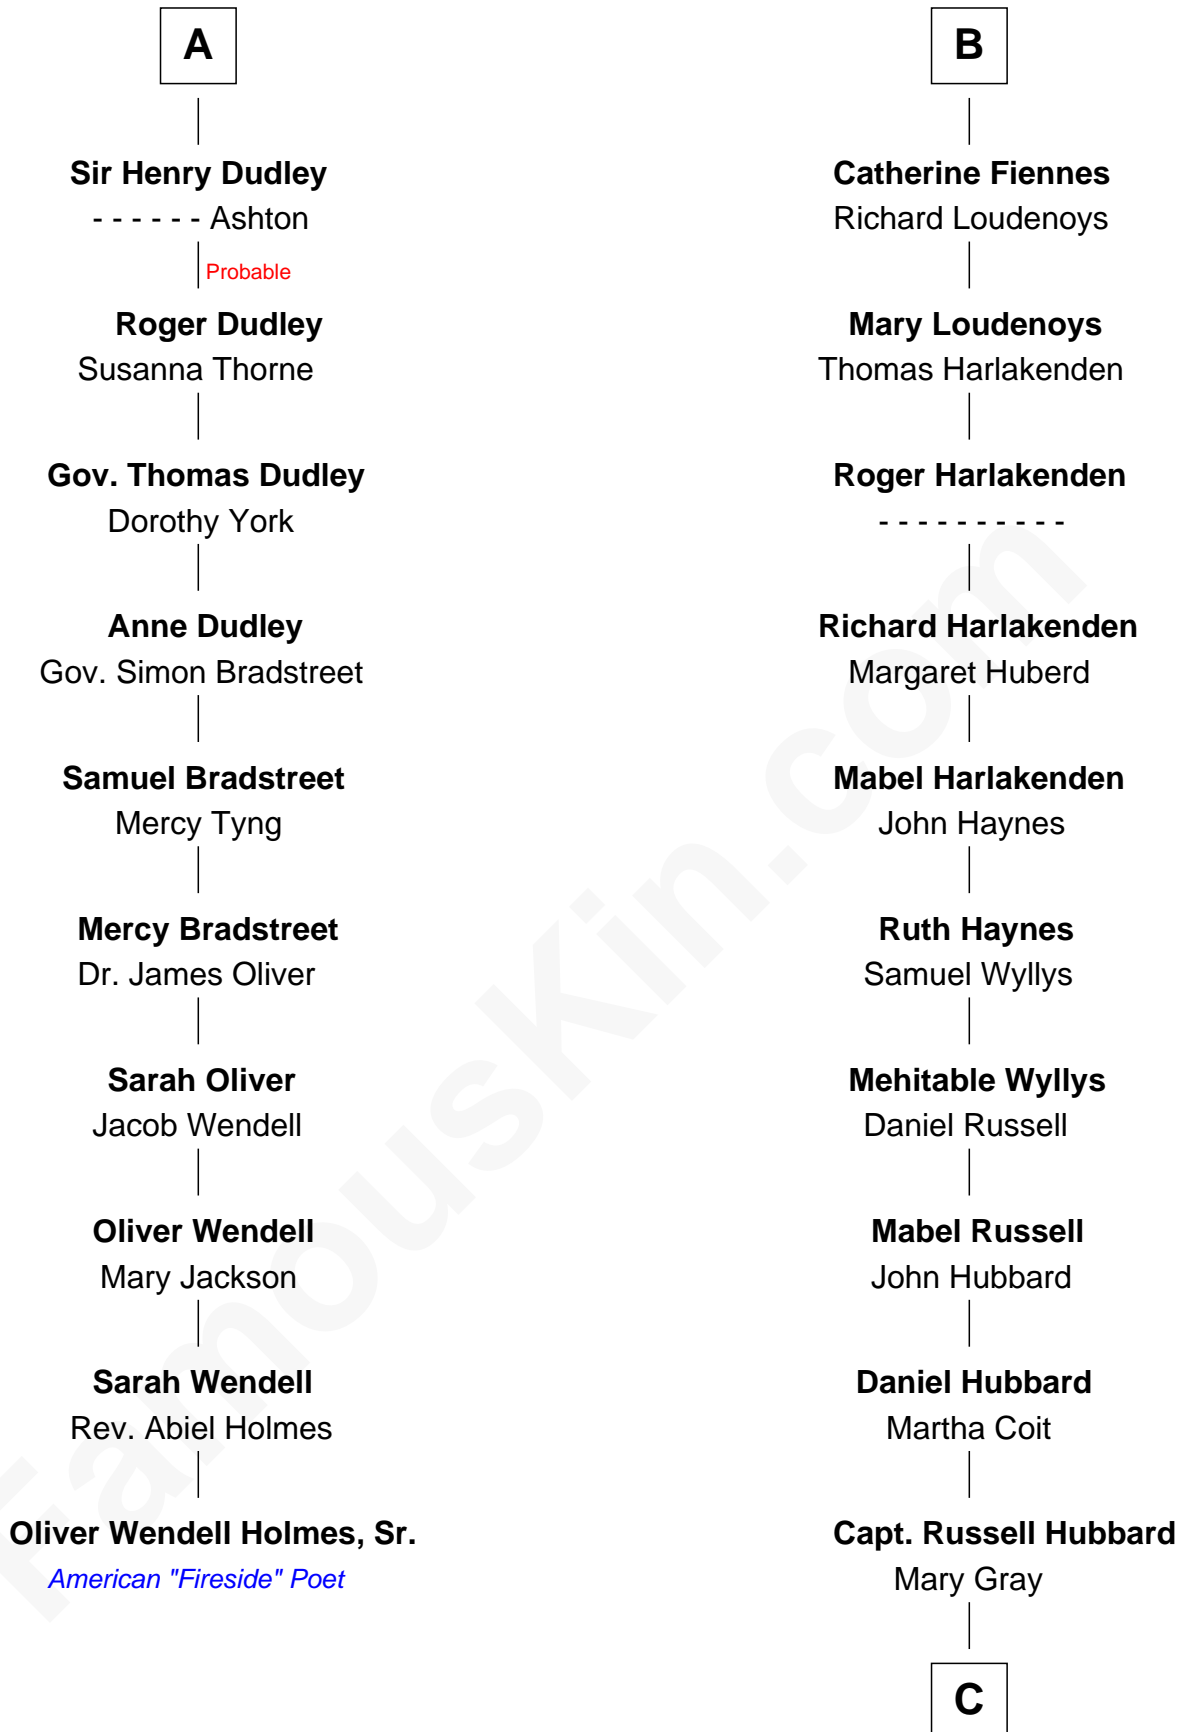 A
Sir Henry Dudley
- - - - - - Ashton
Probable
Roger Dudley
Susanna Thorne
Gov. Thomas Dudley
Dorothy York
Anne Dudley
Gov. Simon Bradstreet
Samuel Bradstreet
Mercy Tyng
Mercy Bradstreet
Dr. James Oliver
Sarah Oliver
Jacob Wendell
Oliver Wendell
Mary Jackson
Sarah Wendell
Rev. Abiel Holmes
Oliver Wendell Holmes, Sr.
American "Fireside" Poet
B
Catherine Fiennes
Richard Loudenoys
Mary Loudenoys
Thomas Harlakenden
Roger Harlakenden
- - - - - - - - - -
Richard Harlakenden
Margaret Huberd
Mabel Harlakenden
John Haynes
Ruth Haynes
Samuel Wyllys
Mehitable Wyllys
Daniel Russell
Mabel Russell
John Hubbard
Daniel Hubbard
Martha Coit
Capt. Russell Hubbard
Mary Gray
C
FamousKin.com